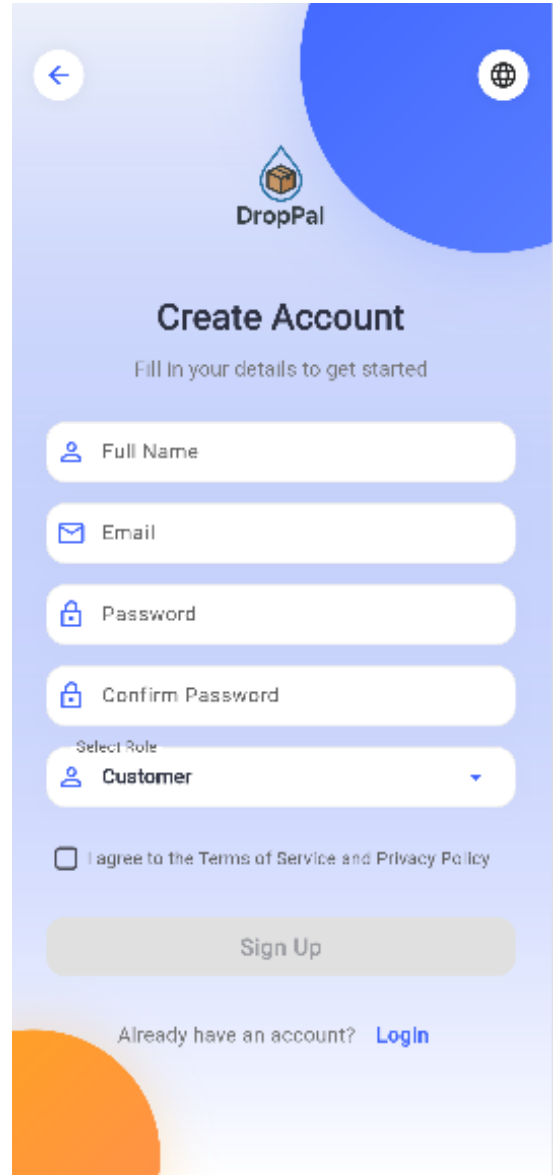 DropPal
Create Account
Fill in your details to get started
Full Name
Email
Password
Confirm Password
Select Role
Customer
I agree to the Terms of Service and Privacy Policy
Sign Up
Already have an account? Login